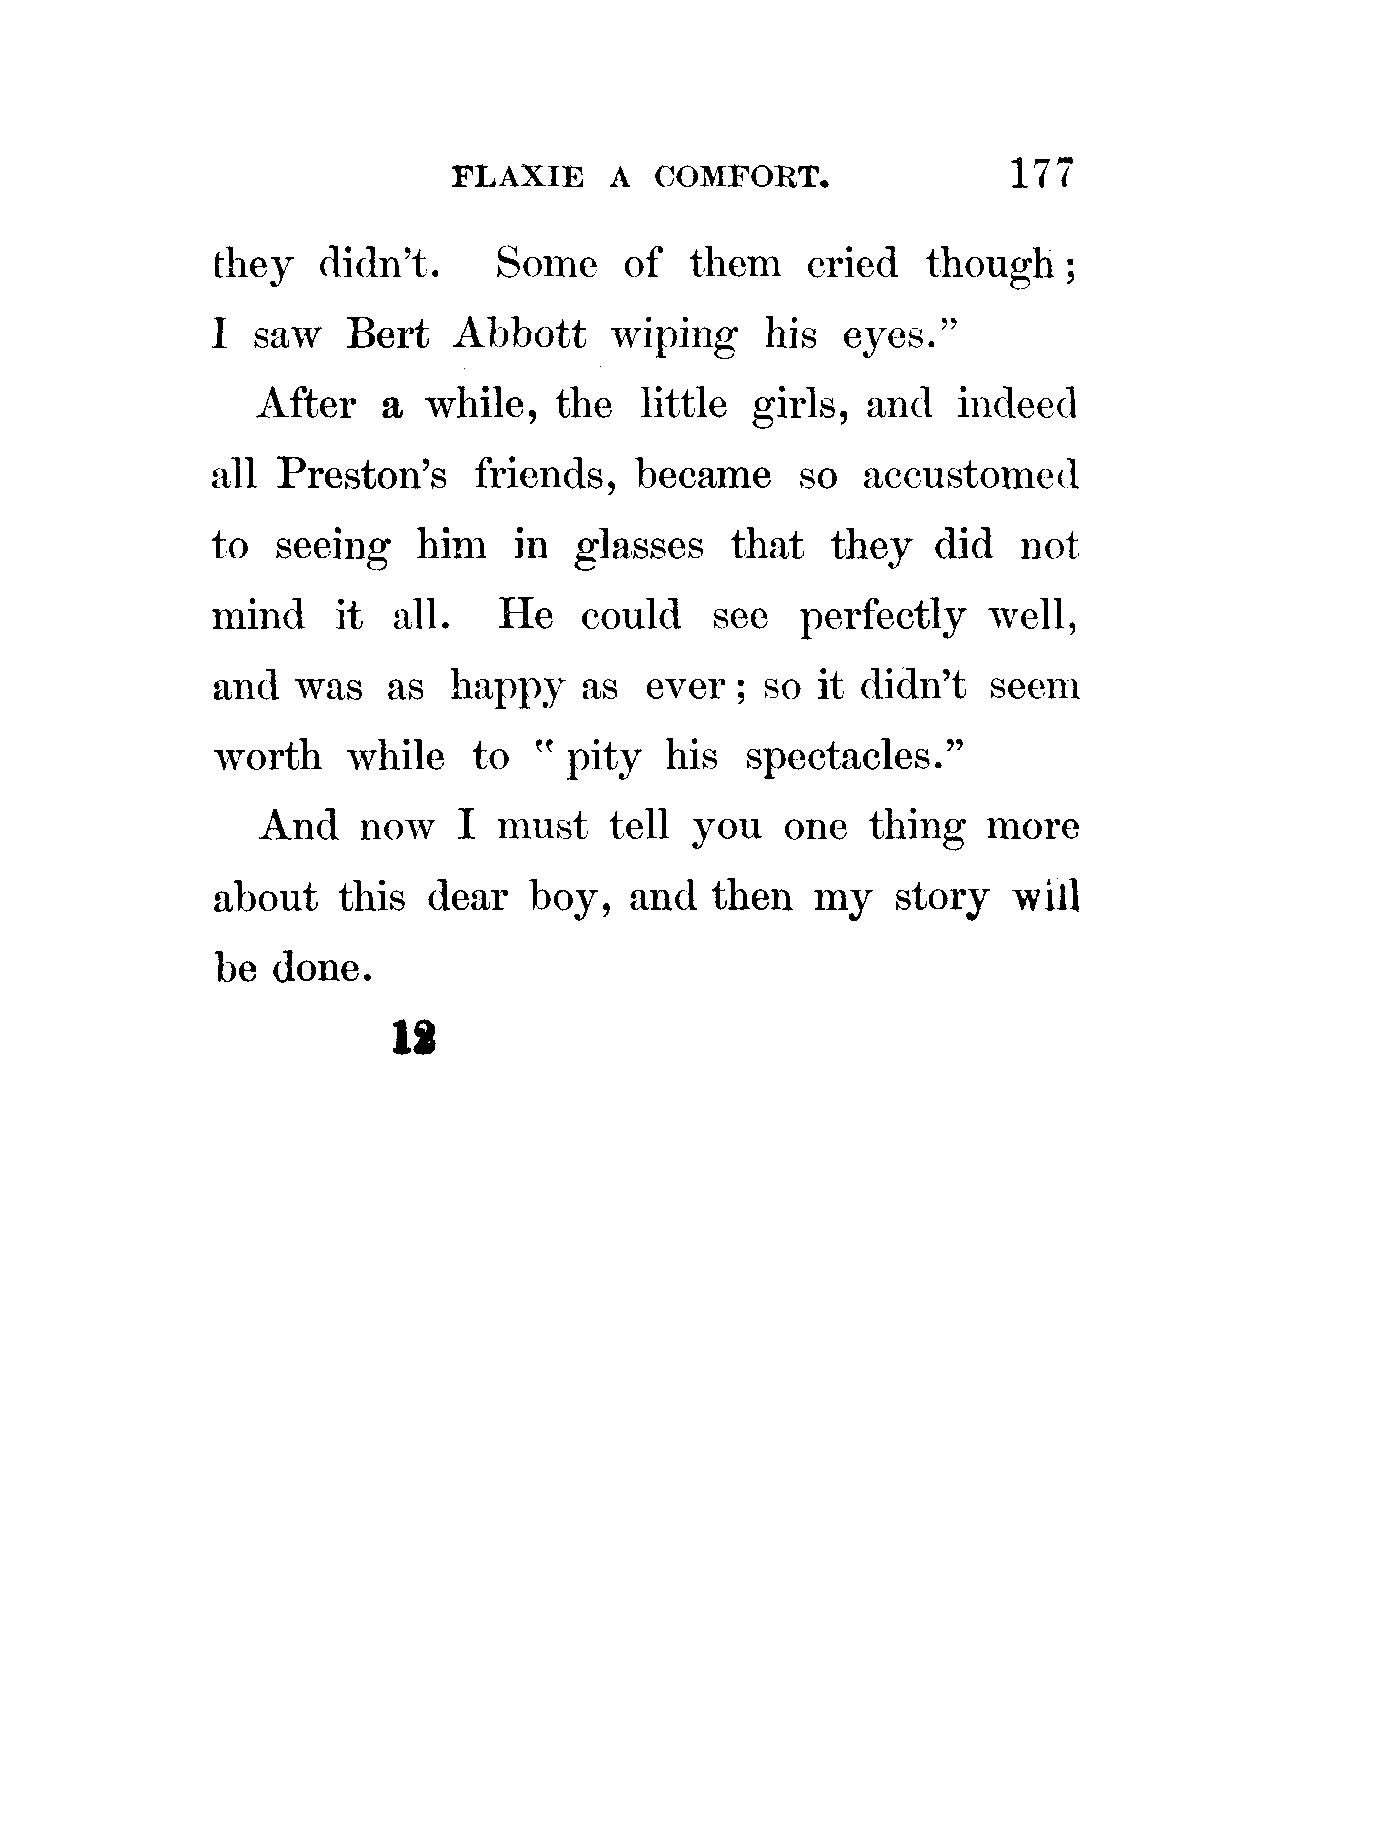 FLAXIE A COMFORT. 177
they didn't. Some of them cried though;
I saw Bert Abbott wiping his eyes."
After a while, the little girls, and indeed
all Preston's friends, became so accustomed
to seeing him in glasses that they did not
mind it all. He could see perfectly well,
and was as happy as ever; so it didn't seem
worth while to "pity his spectacles."
And now I must tell you one thing more
about this dear boy, and then my story will
be done.
12